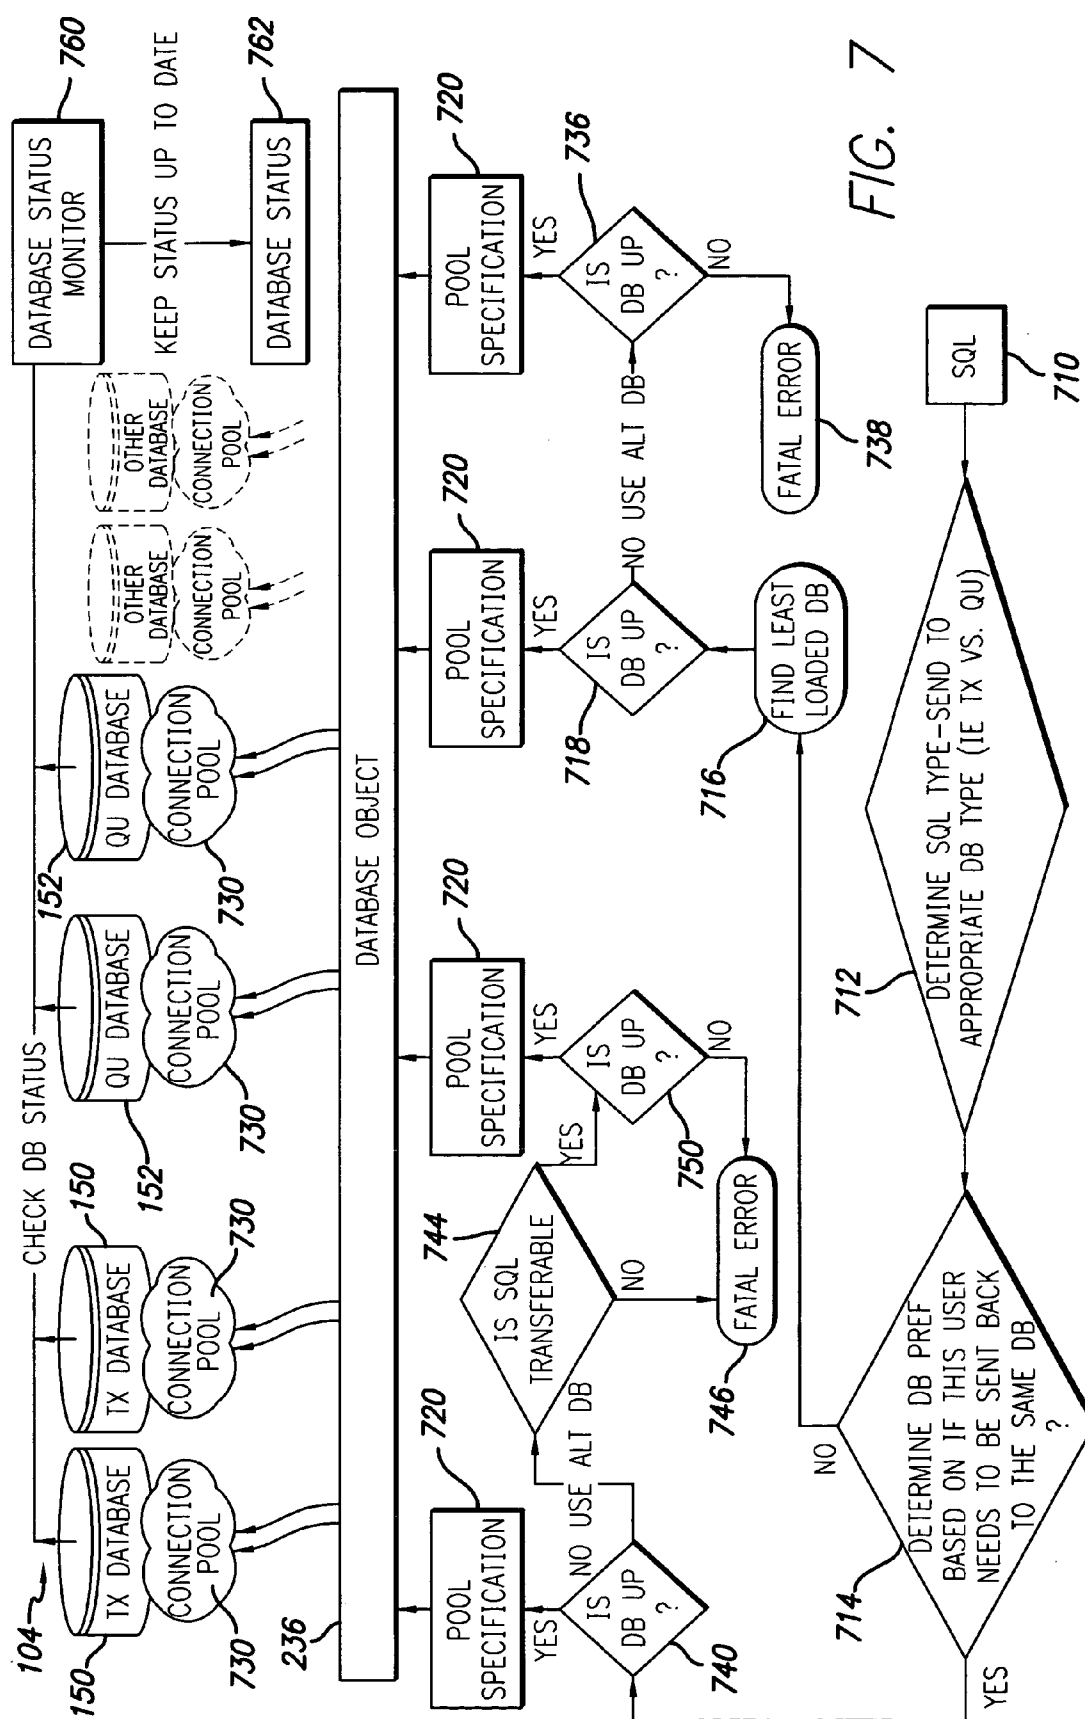 104
CHECK DB STATUS
150
TX DATABASE
CONNECTION
POOL
730
150
TX DATABASE
CONNECTION
POOL
730
152
QU DATABASE
CONNECTION
POOL
730
152
QU DATABASE
CONNECTION
POOL
730
OTHER
DATABASE
CONNECTION
POOL
OTHER
DATABASE
CONNECTION
POOL
DATABASE STATUS
MONITOR
760
KEEP STATUS UP TO DATE
DATABASE STATUS
762
236
DATABASE OBJECT
POOL
SPECIFICATION
720
YES
IS
DB UP
?
740
NO USE ALT DB
744
IS SQL
TRANSFERABLE
YES
NO
POOL
SPECIFICATION
720
YES
IS
DB UP
?
750
NO
FATAL ERROR
746
POOL
SPECIFICATION
720
YES
IS
DB UP
?
718
NO USE ALT DB
FIND LEAST
LOADED DB
716
POOL
SPECIFICATION
720
YES
IS
DB UP
?
736
NO
FATAL ERROR
738
SQL
710
DETERMINE SQL TYPE-SEND TO
APPROPRIATE DB TYPE (IE TX VS. QU)
712
DETERMINE DB PREF
BASED ON IF THIS USER
NEEDS TO BE SENT BACK
TO THE SAME DB
?
714
NO
YES
FIG. 7